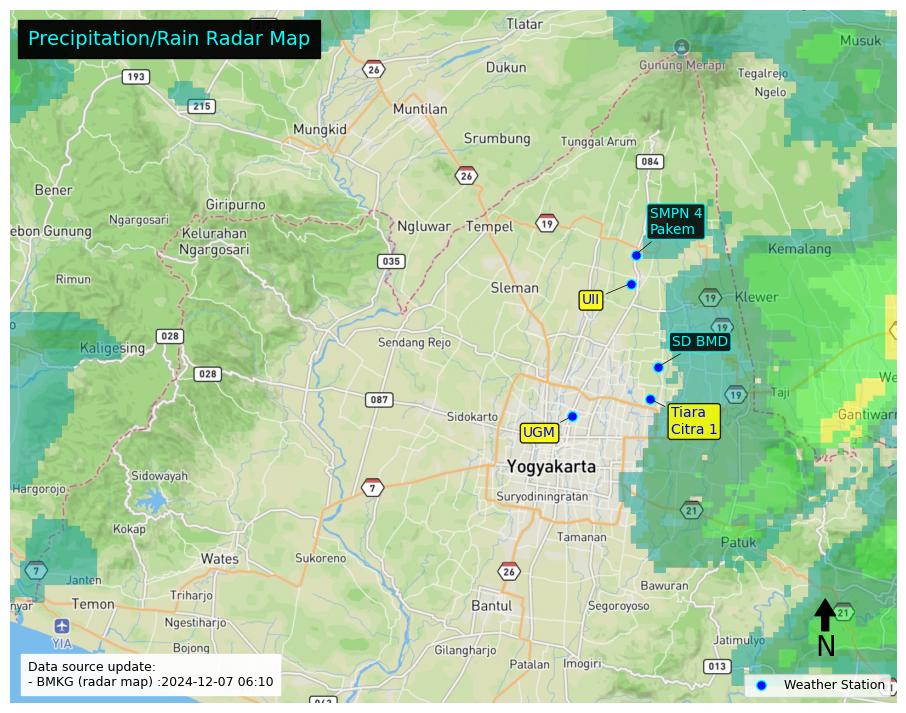 Precipitation/Rain Radar Map
Tlatar
Musuk
26
Dukun
Gunung Merapi
Tegalrejo
Ngelo
193
215
Muntilan
Mungkid
Srumbung
Tunggal Arum
084
26
Bener
Giripurno
SMPN 4
Pakem
Ngargosari
ebon Gunung
Kelurahan
Ngargosari
Ngluwar
Tempel
19
Kemalang
035
Rimun
Sleman
UII
19
Klewer
19
028
Kaligesing
Sendang Rejo
SD BMD
028
We
087
19
Taji
Sidokarto
Tiara
Citra 1
Gantiwarn
UGM
Yogyakarta
Sidowayah
Hargorojo
7
Suryodiningratan
21
Kokap
Tamanan
Patuk
Wates
Sukoreno
7
Janten
26
Bawuran
Triharjo
nyar
Temon
Bantul
Segoroyoso
21
Ngestiharjo
YIA
Bojong
Gilangharjo
Jatimulyo
N
Patalan
Imogiri
013
Data source update:
- BMKG (radar map) :2024-12-07 06:10
Weather Station